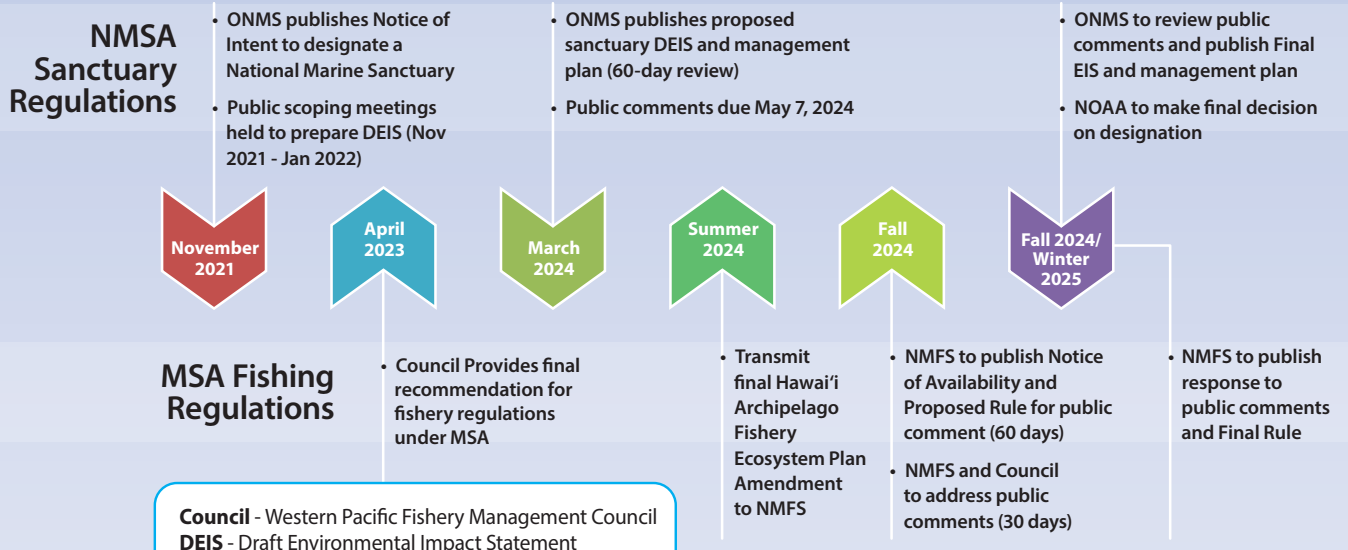 NMSA
Sanctuary
Regulations
• ONMS publishes Notice of
Intent to designate a
National Marine Sanctuary
• Public scoping meetings
held to prepare DEIS (Nov
2021 - Jan 2022)
• ONMS publishes proposed
sanctuary DEIS and management
plan (60-day review)
• Public comments due May 7, 2024
• ONMS to review public
comments and publish Final
EIS and management plan
• NOAA to make final decision
on designation
November
2021
April
2023
March
2024
Summer
2024
Fall
2024
Fall 2024/
Winter
2025
MSA Fishing
Regulations
• Council Provides final
recommendation for
fishery regulations
under MSA
• Transmit
final Hawaiʻi
Archipelago
Fishery
Ecosystem Plan
Amendment
to NMFS
• NMFS to publish Notice
of Availability and
Proposed Rule for public
comment (60 days)
• NMFS and Council
to address public
comments (30 days)
• NMFS to publish
response to
public comments
and Final Rule
Council - Western Pacific Fishery Management Council
DEIS - Draft Environmental Impact Statement